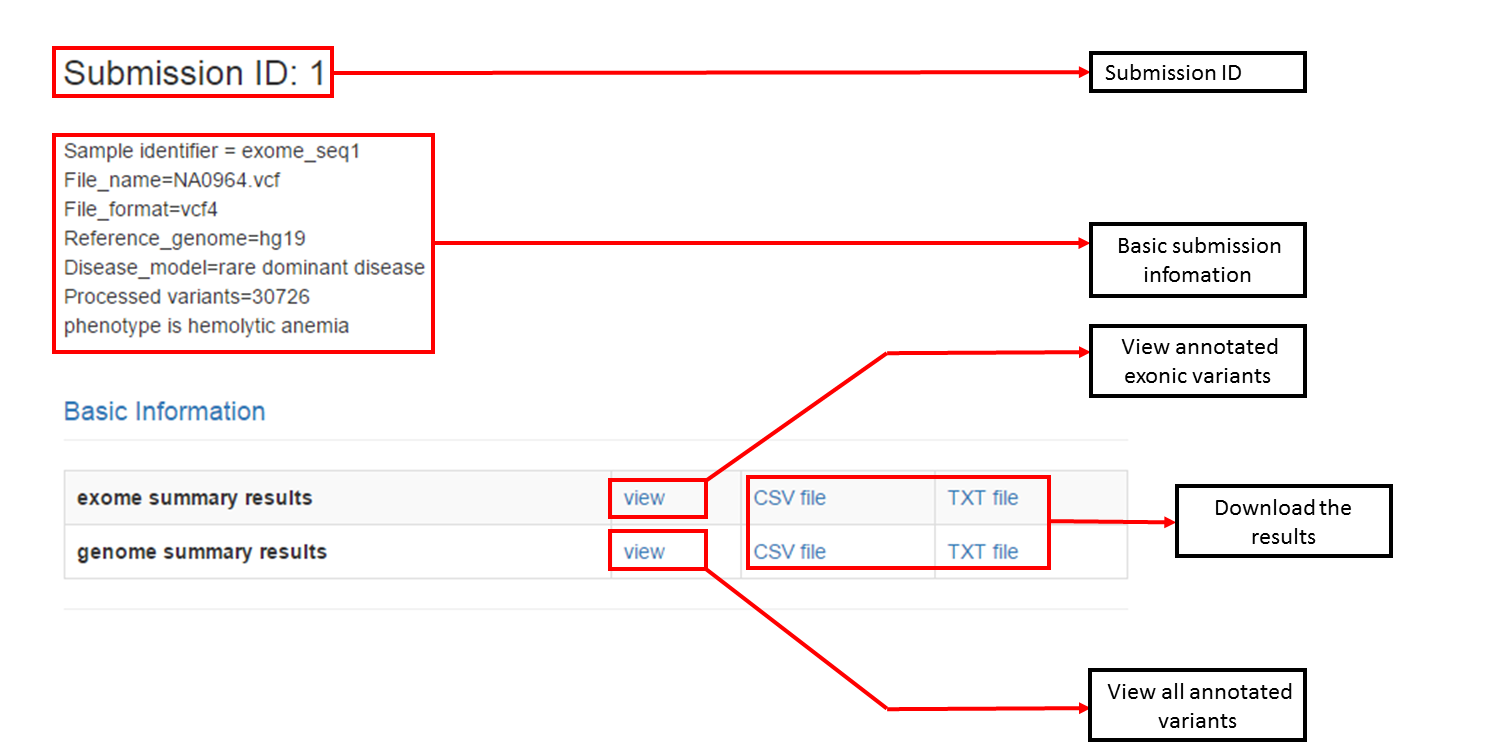 Submission ID: 1
Submission ID
Sample identifier = exome_seq1
File_name=NA0964.vcf
File_format=vcf4
Reference_genome=hg19
Disease_model=rare dominant disease
Processed variants=30726
phenotype is hemolytic anemia
Basic submission
infomation
View annotated
exonic variants
Basic Information
exome summary results view CSV file TXT file
genome summary results view CSV file TXT file
Download the
results
View all annotated
variants